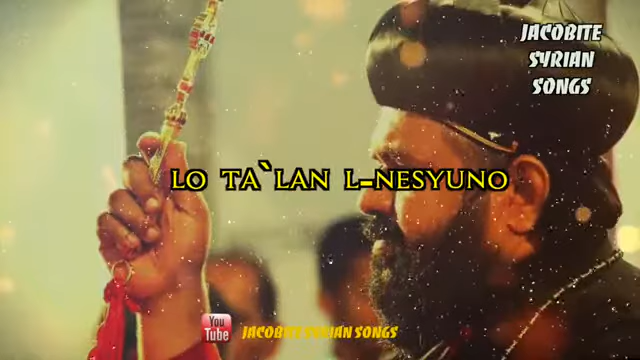 JACOBITE
SYRIAN
SONGS
LO TA`LAN L-NESYUNO
You
Tube
JACOBITE SYRIAN SONGS